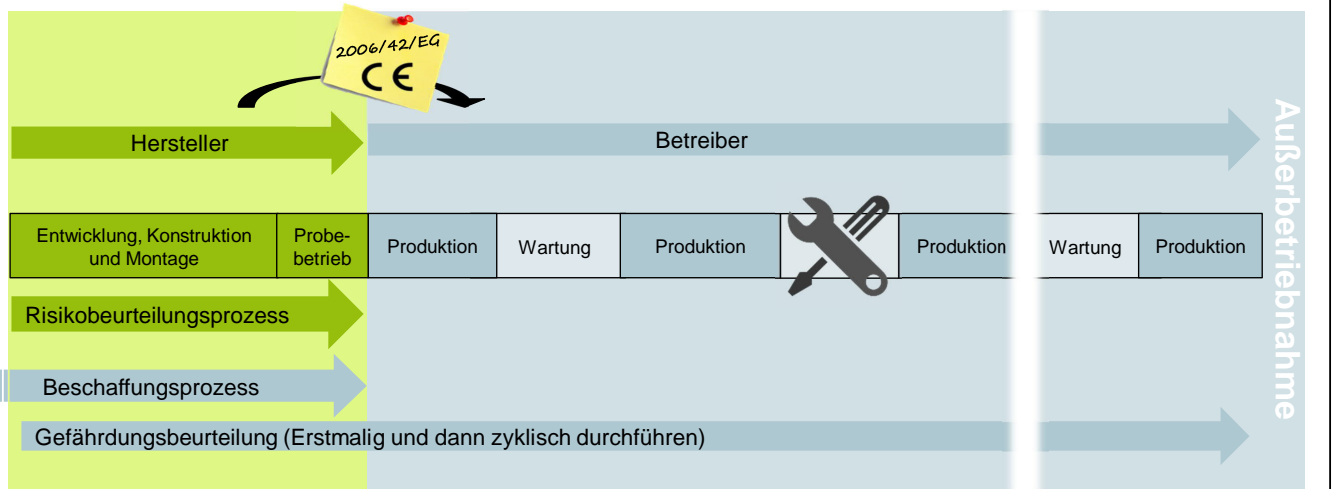 2006/42/EG
CE
Hersteller
Betreiber
Entwicklung, Konstruktion
und Montage
Probe-
betrieb
Produktion
Wartung
Produktion
Produktion
Wartung
Produktion
Risikobeurteilungsprozess
Beschaffungsprozess
Gefährdungsbeurteilung (Erstmalig und dann zyklisch durchführen)
Außerbetriebnahme